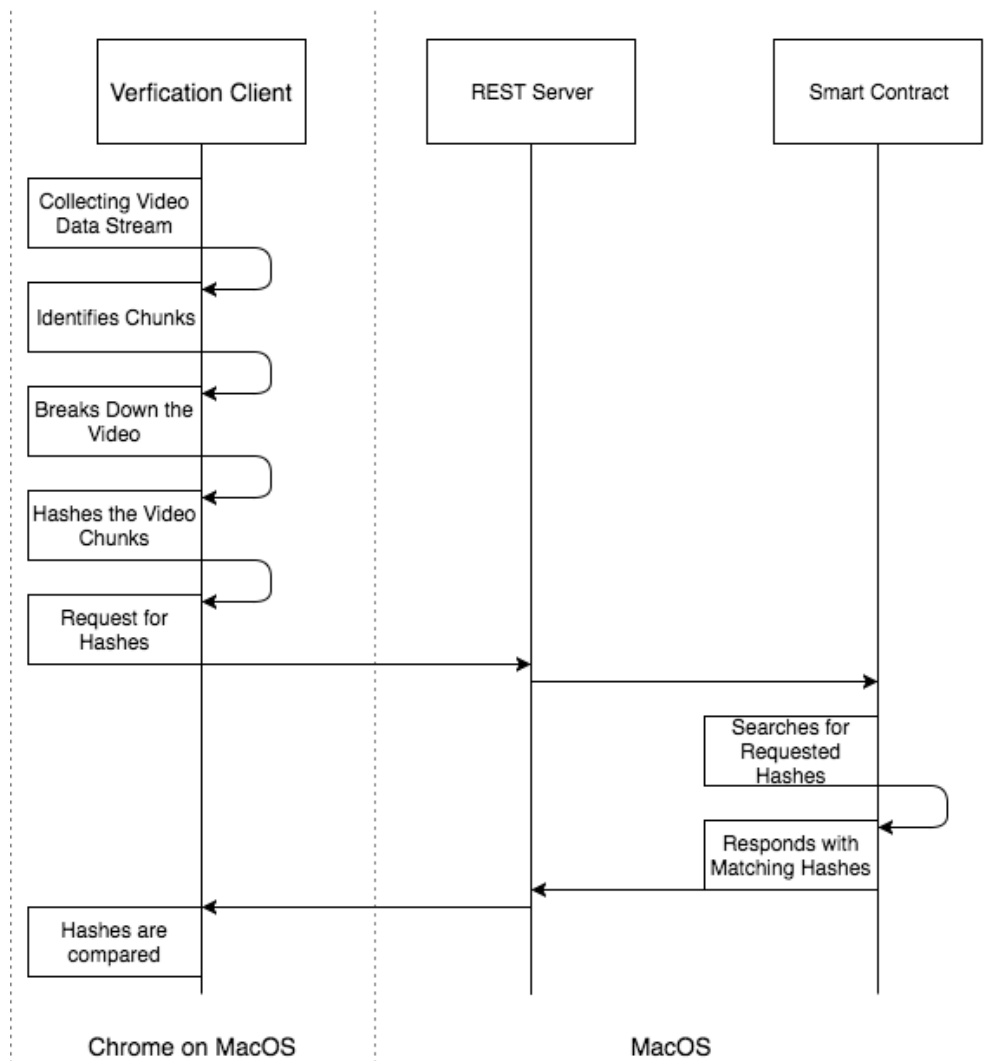 Verfication Client
REST Server
Smart Contract
Collecting Video
Data Stream
Identifies Chunks
Breaks Down the
Video
Hashes the Video
Chunks
Request for
Hashes
Searches for
Requested
Hashes
Responds with
Matching Hashes
Hashes are
compared
Chrome on MacOS
MacOS